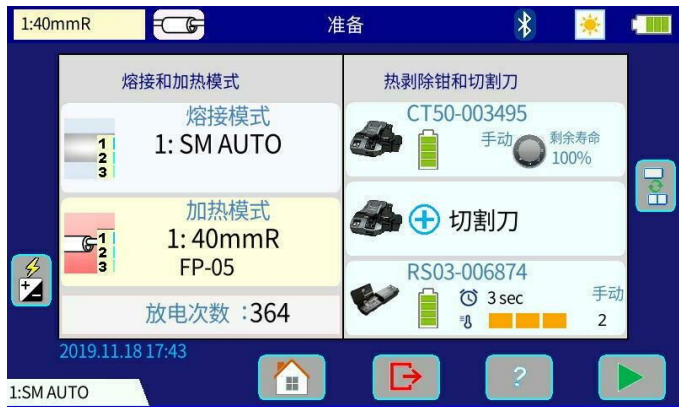 1:40mmR
准备
熔接和加热模式
熔接模式
1: SM AUTO
1
2
3
加热模式
1: 40mmR
FP-05
1
2
3
放电次数 :364
热剥除钳和切割刀
CT50-003495
手动
剩余寿命
100%
切割刀
RS03-006874
3 sec
手动
2
2019.11.18 17:43
?
1:SM AUTO